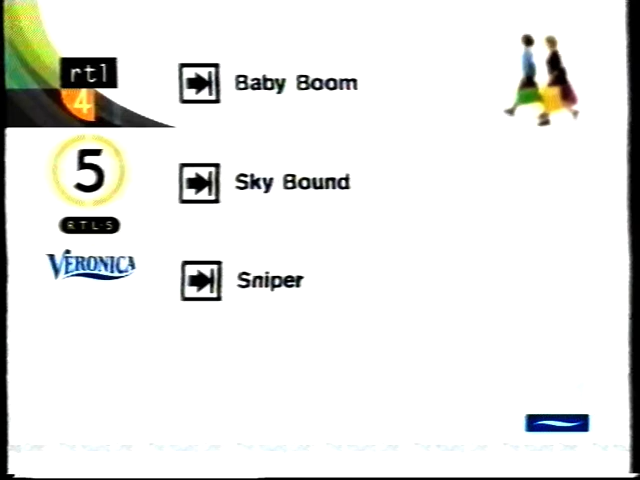 rtl
4
Baby Boom
5
Sky Bound
RTL·5
VERONICA
Sniper